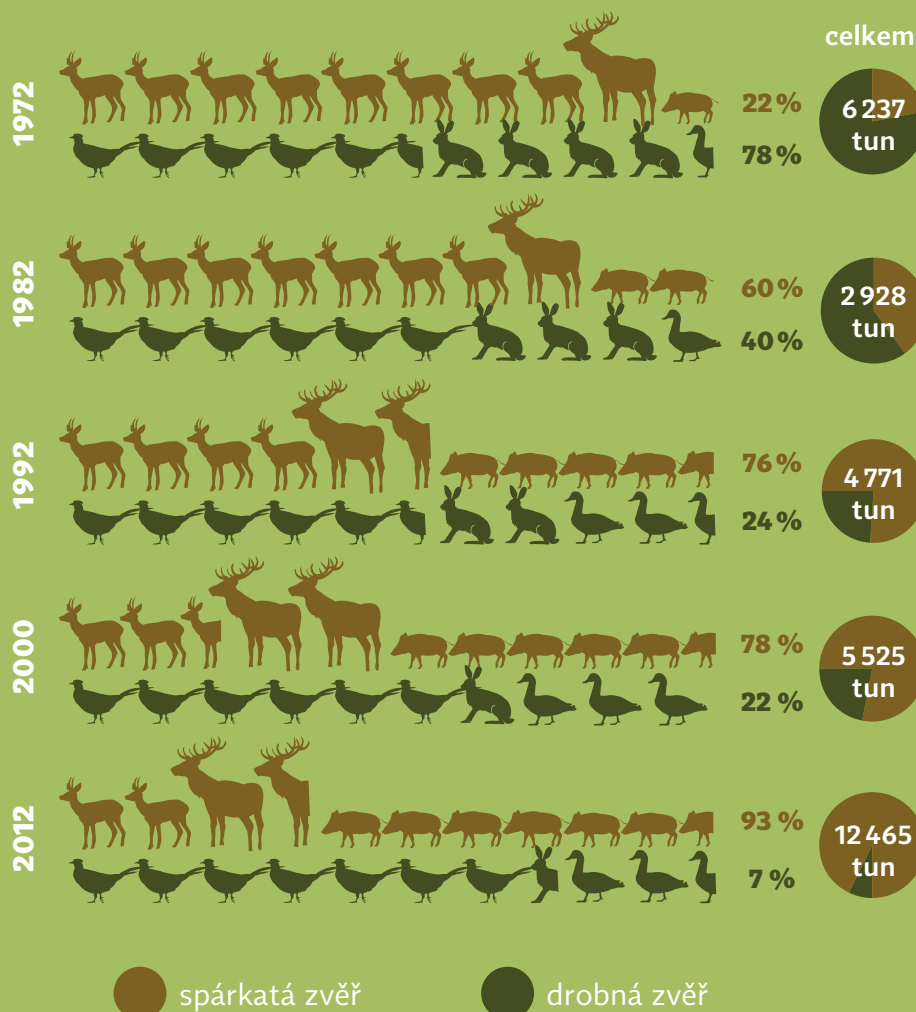 celkem
1972
22 %
78 %
6 237
tun
1982
60 %
40 %
2 928
tun
1992
76 %
24 %
4 771
tun
2000
78 %
22 %
5 525
tun
2012
93 %
7 %
12 465
tun
spárkatá zvěř
drobná zvěř